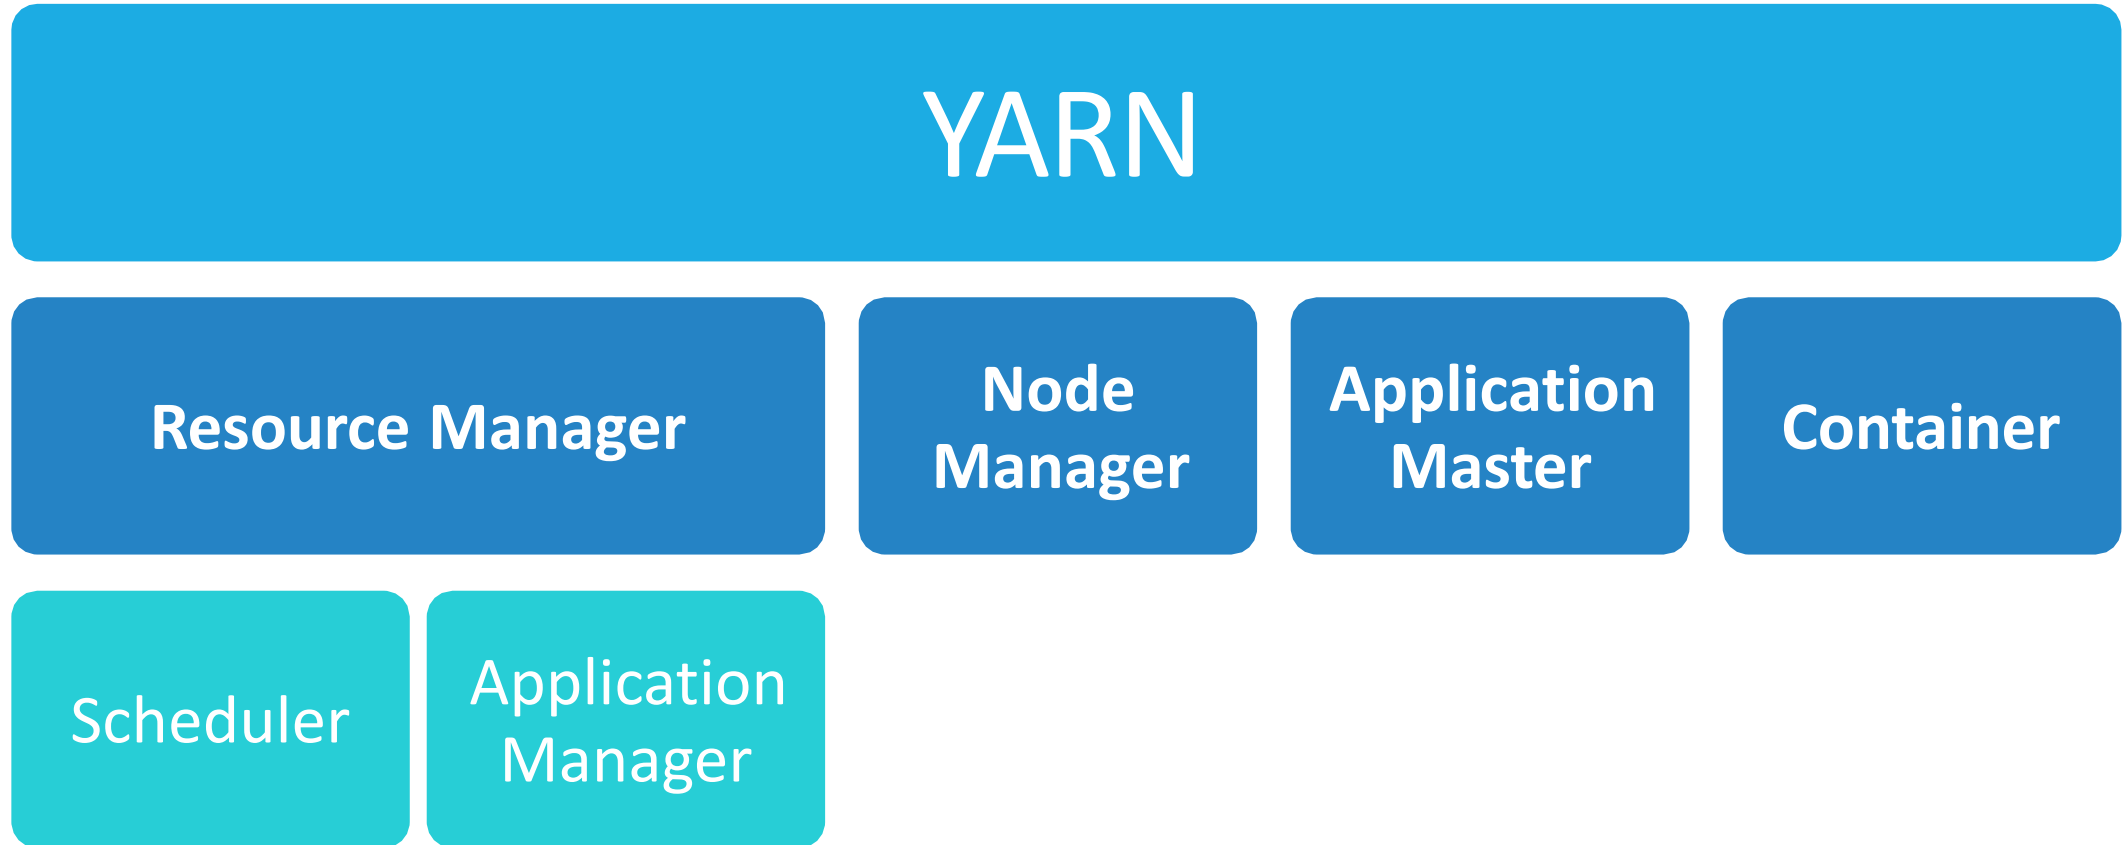 YARN
Resource Manager
Node
Manager
Application
Master
Container
Scheduler
Application
Manager